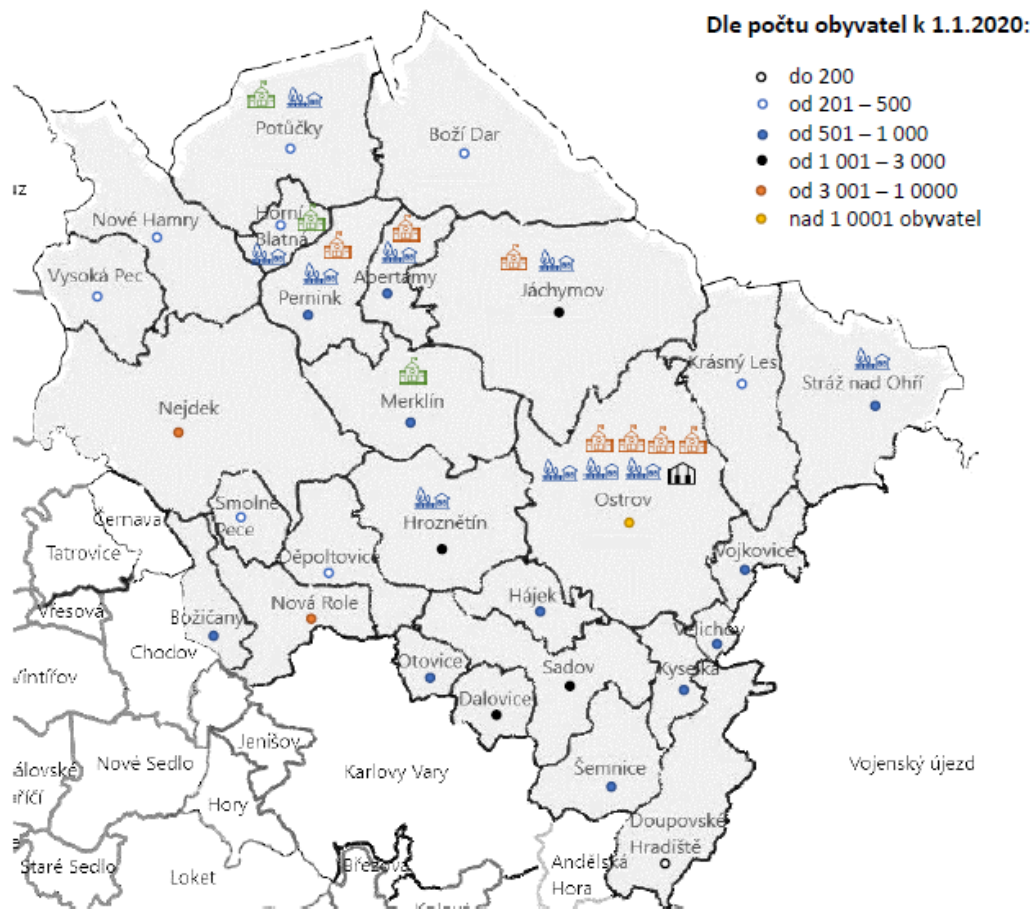 Dle počtu obyvatel k 1.1.2020:
do 200
od 201 – 500
od 501 – 1 000
od 1 001 – 3 000
od 3 001 – 1 0000
nad 1 0001 obyvatel
Potůčky
Boží Dar
uz
Nové Hamry
Horní
Blatná
Vysoká Pec
Pernink
Abertamy
Jáchymov
Krásný Les
Stráž nad Ohří
Merklín
Nejdek
Ostrov
Smolné
Pece
Hroznětín
Černava
Tatrovice
Děpoltovice
Vojkovice
Vřesová
Božičany
Nová Role
Hájek
Velichov
Chodov
Vintířov
Otovice
Sadov
Kyselka
Dalovice
Jenišov
Nové Sedlo
Karlovy Vary
Šemnice
Vojenský újezd
álovské
aříčí
Hory
Doupovské
Hradiště
Staré Sedlo
Loket
Březová
Andělská
Hora